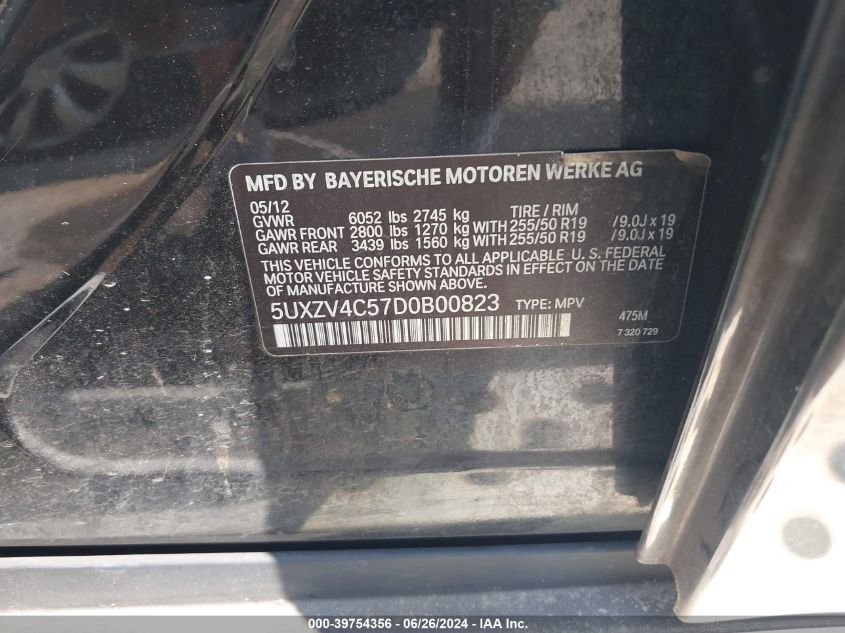 MFD BY BAYERISCHE MOTOREN WERKE AG
05/12
GVWR 6052 lbs 2745 kg TIRE / RIM
GAWR FRONT 2800 lbs 1270 kg WITH 255/50 R19 /9.0J x 19
GAWR REAR 3439 lbs 1560 kg WITH 255/50 R19 /9.0J x 19
THIS VEHICLE CONFORMS TO ALL APPLICABLE U. S. FEDERAL
MOTOR VEHICLE SAFETY STANDARDS IN EFFECT ON THE DATE
OF MANUFACTURE SHOWN ABOVE.
5UXZV4C57D0B00823 TYPE: MPV 475M
7 320 729
000-39754356 - 06/26/2024 - IAA Inc.